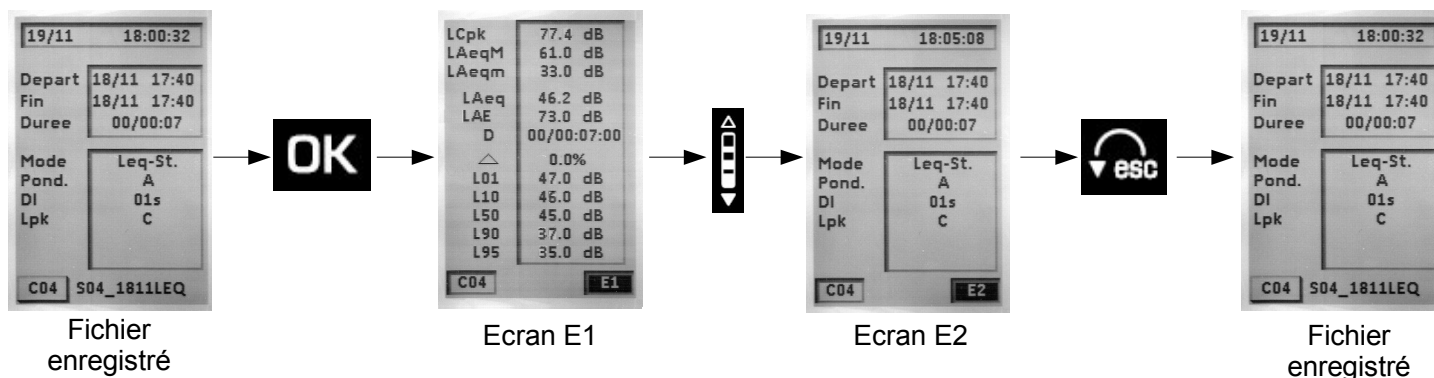 19/11 18:00:32
Depart 18/11 17:40
Fin 18/11 17:40
Duree 00/00:07
Mode Leq-St.
Pond. A
DI 01s
Lpk C
C04 S04_1811LEQ
Fichier
enregistré
OK
LCpk 77.4 dB
LAeqM 61.0 dB
LAeqm 33.0 dB
LAeq 46.2 dB
LAE 73.0 dB
D 00/00:07:00
0.0%
L01 47.0 dB
L10 46.0 dB
L50 45.0 dB
L90 37.0 dB
L95 35.0 dB
C04 E1
Ecran E1
19/11 18:05:08
Depart 18/11 17:40
Fin 18/11 17:40
Duree 00/00:07
Mode Leq-St.
Pond. A
DI 01s
Lpk C
C04 E2
Ecran E2
esc
19/11 18:00:32
Depart 18/11 17:40
Fin 18/11 17:40
Duree 00/00:07
Mode Leq-St.
Pond. A
DI 01s
Lpk C
C04 S04_1811LEQ
Fichier
enregistré